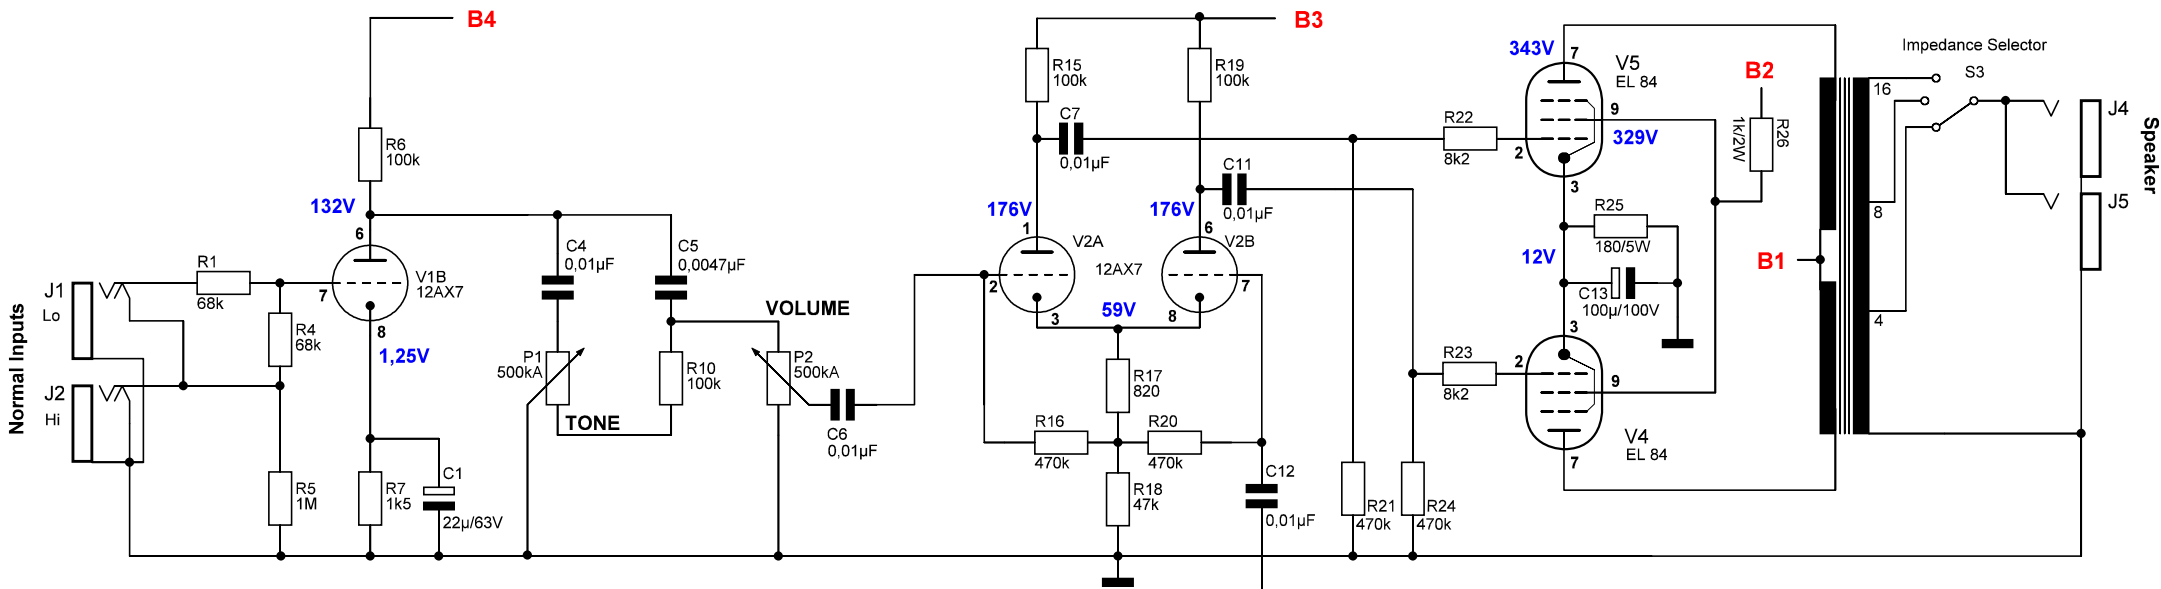 B4
B3
Impedance Selector
S3
343V
7
V5
EL 84
B2
R6
100k
R15
100k
R19
100k
C7
0,01µF
R22
8k2
2
9
329V
3
R26
1k/2W
16
J4
J5
Speaker
132V
6
176V
1
176V
6
C11
0,01µF
R25
180/5W
12V
B1
8
C4
0,01µF
C5
0,0047µF
V2A
12AX7
V2B
2
7
3
8
59V
C13
100µ/100V
4
Normal Inputs
J1
Lo
R1
68k
7
V1B
12AX7
8
1,25V
R4
68k
VOLUME
P1
500kA
R10
100k
P2
500kA
R17
820
3
R23
8k2
2
9
J2
Hi
TONE
C6
0,01µF
R16
470k
R20
470k
V4
EL 84
7
R5
1M
R7
1k5
C1
22µ/63V
R18
47k
C12
0,01µF
R21
470k
R24
470k